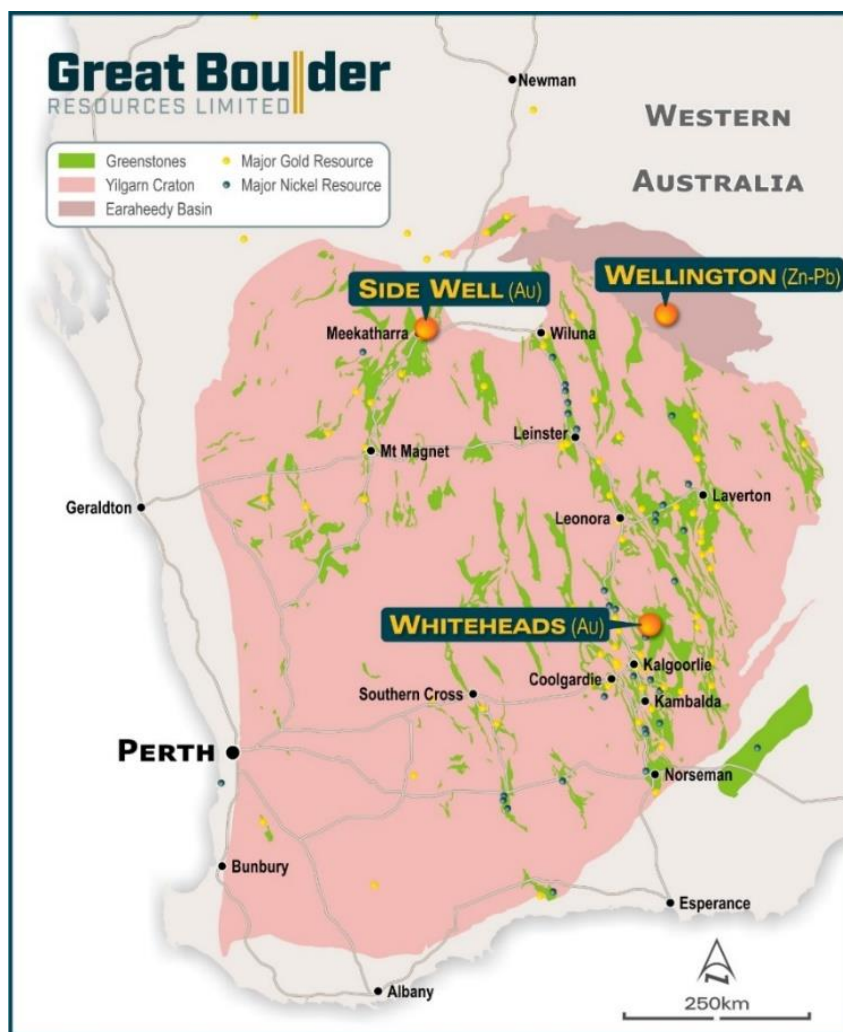 Great Boulder
RESOURCES LIMITED
Newman
WESTERN
AUSTRALIA
Greenstones
Major Gold Resource
Yilgarn Craton
Major Nickel Resource
Earaheedy Basin
SIDE WELL (Au)
WELLINGTON (Zn-Pb)
Meekatharra
Wiluna
Leinster
Mt Magnet
Geraldton
Laverton
Leonora
WHITEHEADS (Au)
Kalgoorlie
Coolgardie
Southern Cross
Kambalda
PERTH
Norseman
Bunbury
Esperance
Albany
250km